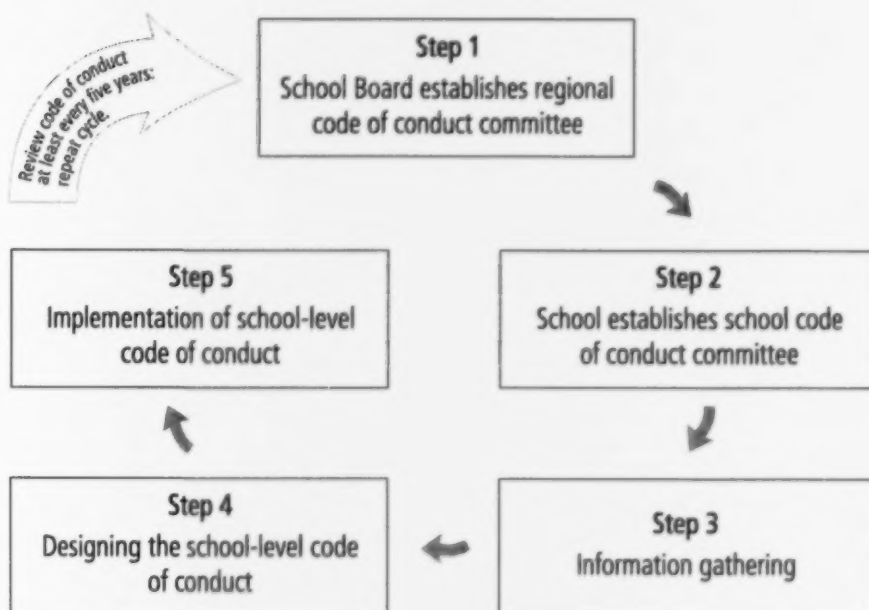 Review code of conduct
at least every five years:
repeat cycle.
Step 1
School Board establishes regional
code of conduct committee
Step 2
School establishes school code
of conduct committee
Step 3
Information gathering
Step 4
Designing the school-level code
of conduct
Step 5
Implementation of school-level
code of conduct